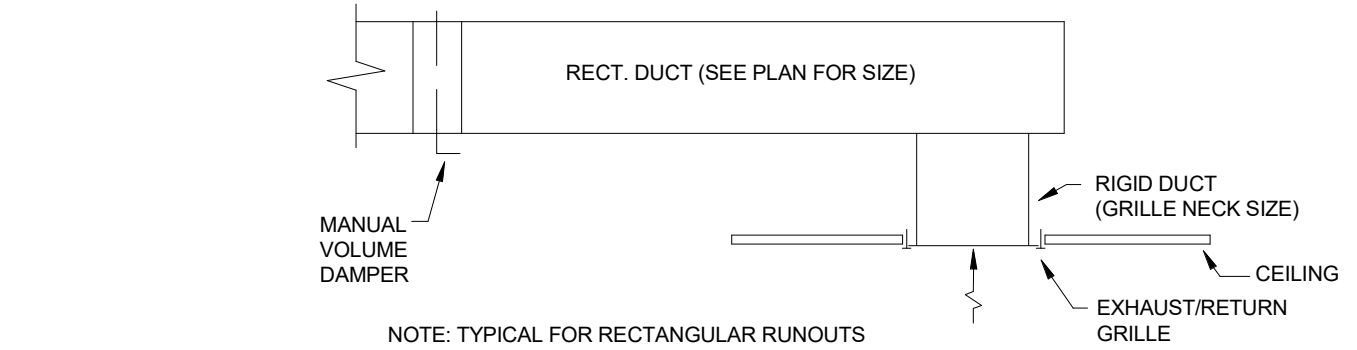 RECT. DUCT (SEE PLAN FOR SIZE)
RIGID DUCT
(GRILLE NECK SIZE)
MANUAL
VOLUME
DAMPER
CEILING
EXHAUST/RETURN
GRILLE
NOTE: TYPICAL FOR RECTANGULAR RUNOUTS